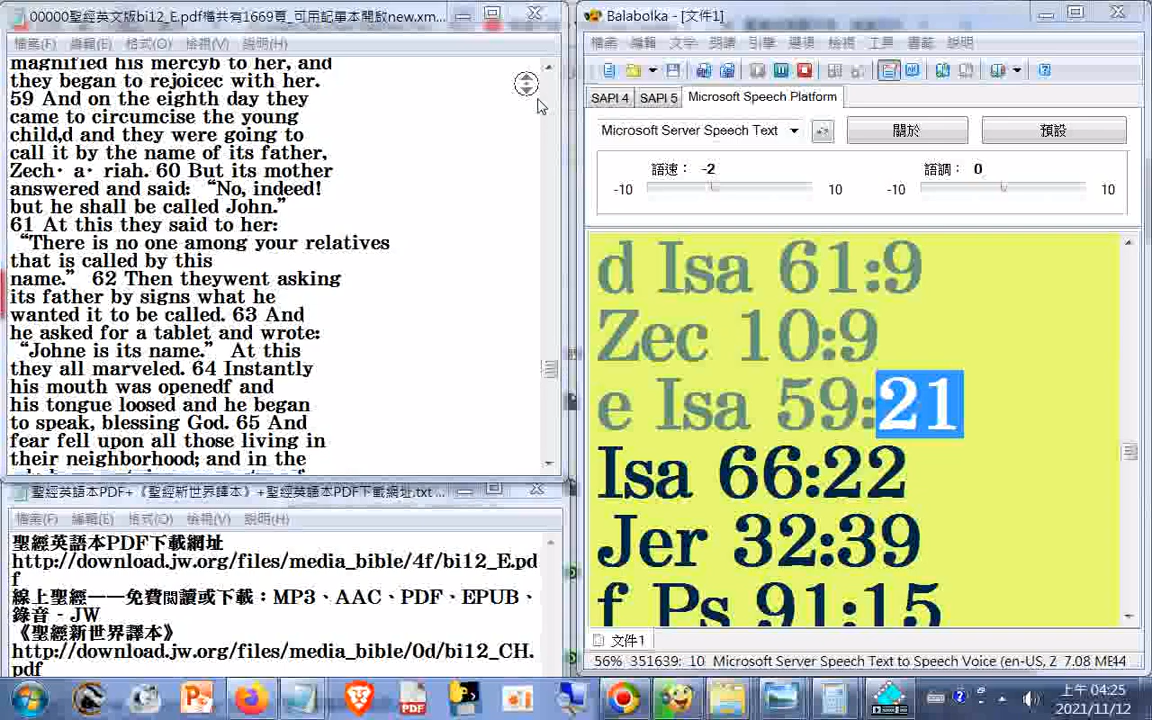 00000聖經英文版bi12_E.pdf檔共有1669頁_可用記事本開啟new.xm...
檔案(F) 編輯(E) 格式(O) 檢視(V) 說明(H)
magnified his mercyb to her, and
they began to rejoicec with her.
59 And on the eighth day they
came to circumcise the young
child,d and they were going to
call it by the name of its father,
Zech· a· riah. 60 But its mother
answered and said: “No, indeed!
but he shall be called John.”
61 At this they said to her:
“There is no one among your relatives
that is called by this
name.” 62 Then theywent asking
its father by signs what he
wanted it to be called. 63 And
he asked for a tablet and wrote:
“Johne is its name.” At this
they all marveled. 64 Instantly
his mouth was openedf and
his tongue loosed and he began
to speak, blessing God. 65 And
fear fell upon all those living in
their neighborhood; and in the
聖經英語本PDF+《聖經新世界譯本》+聖經英語本PDF下載網址.txt ...
檔案(F) 編輯(E) 格式(O) 檢視(V) 說明(H)
聖經英語本PDF下載網址
http://download.jw.org/files/media_bible/4f/bi12_E.pd
f
線上聖經——免費閱讀或下載：MP3、AAC、PDF、EPUB、
錄音 - JW
《聖經新世界譯本》
http://download.jw.org/files/media_bible/0d/bi12_CH.
pdf
Balabolka - [文件1]
檔案 編輯 文字 朗讀 引擎 選項 檢視 工具 書籤 說明
SAPI 4 SAPI 5 Microsoft Speech Platform
Microsoft Server Speech Text 關於 預設
語速： -2 語調： 0
-10 10 -10 10
d Isa 61:9
Zec 10:9
e Isa 59:21
Isa 66:22
Jer 32:39
f Ps 91:15
文件1
56% 351639: 10 Microsoft Server Speech Text to Speech Voice (en-US, Z 7.08 ME44
上午 04:25
2021/11/12